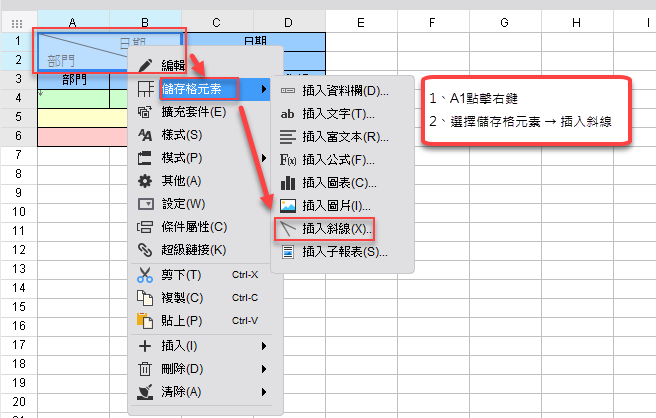 A B C D E F G H I
1 日期 日期
2 部門
3 部門
4
5
6
7
8
9
10
11
12
13
14
15
16
17
18
19
20
編輯
儲存格元素
擴充套件(E)
樣式(S)
模式(P)
其他(A)
設定(W)
條件屬性(C)
超級鏈接(K)
剪下(T) Ctrl-X
複製(C) Ctrl-C
貼上(P) Ctrl-V
插入(I)
刪除(D)
清除(A)
插入資料欄(D)...
ab 插入文字(T)...
插入富文本(R)...
F(x) 插入公式(F)...
插入圖表(C)...
插入圖片(I)...
插入斜線(X)...
插入子報表(S)...
1、A1點擊右鍵
2、選擇儲存格元素 → 插入斜線